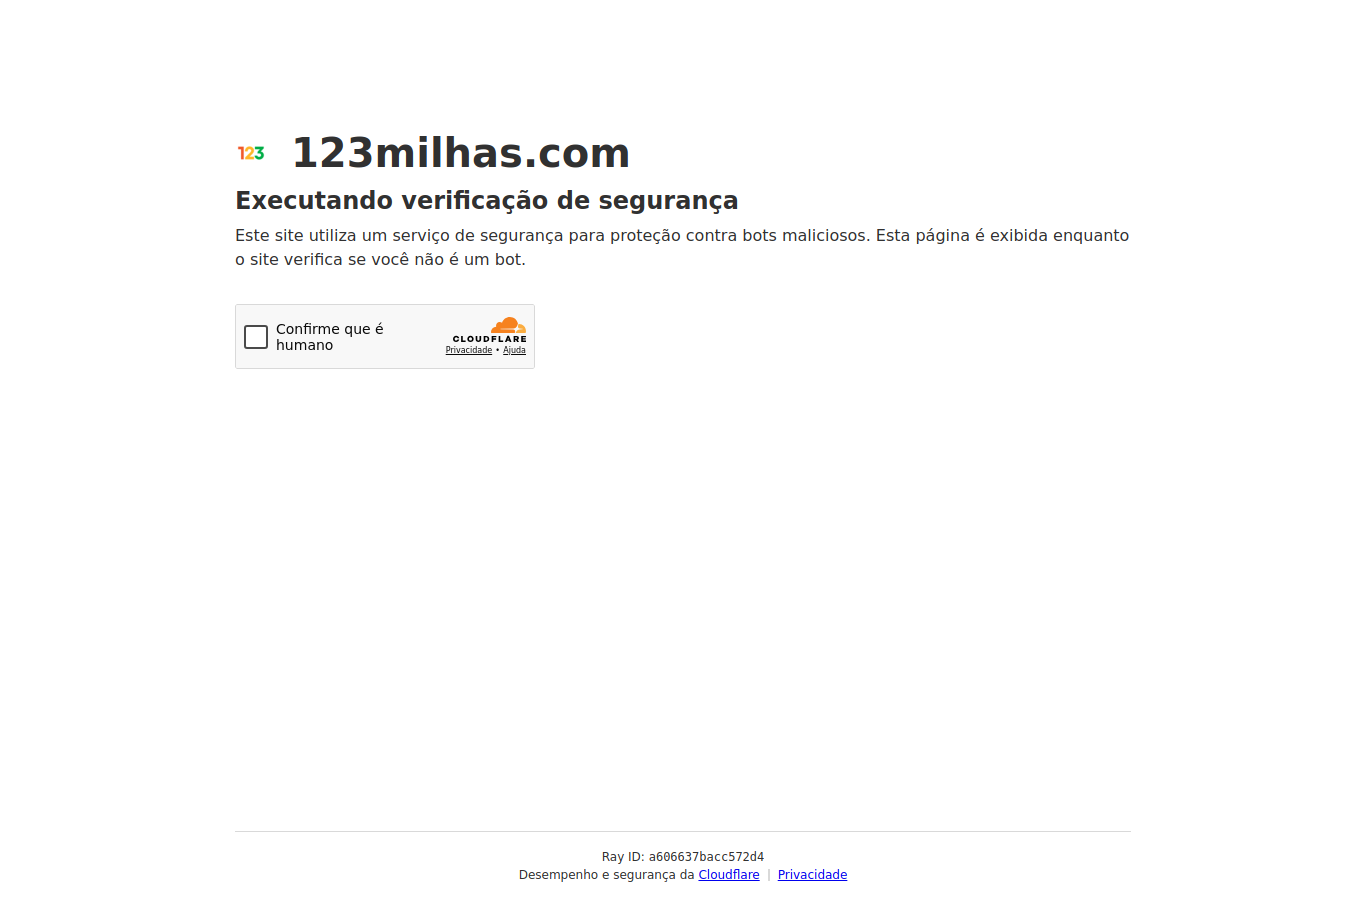 123 123milhas.com
Executando verificação de segurança
Este site utiliza um serviço de segurança para proteção contra bots maliciosos. Esta página é exibida enquanto
o site verifica se você não é um bot.
Confirme que é
humano
CLOUDFLARE
Privacidade • Ajuda
Ray ID: a606637bacc572d4
Desempenho e segurança da Cloudflare | Privacidade